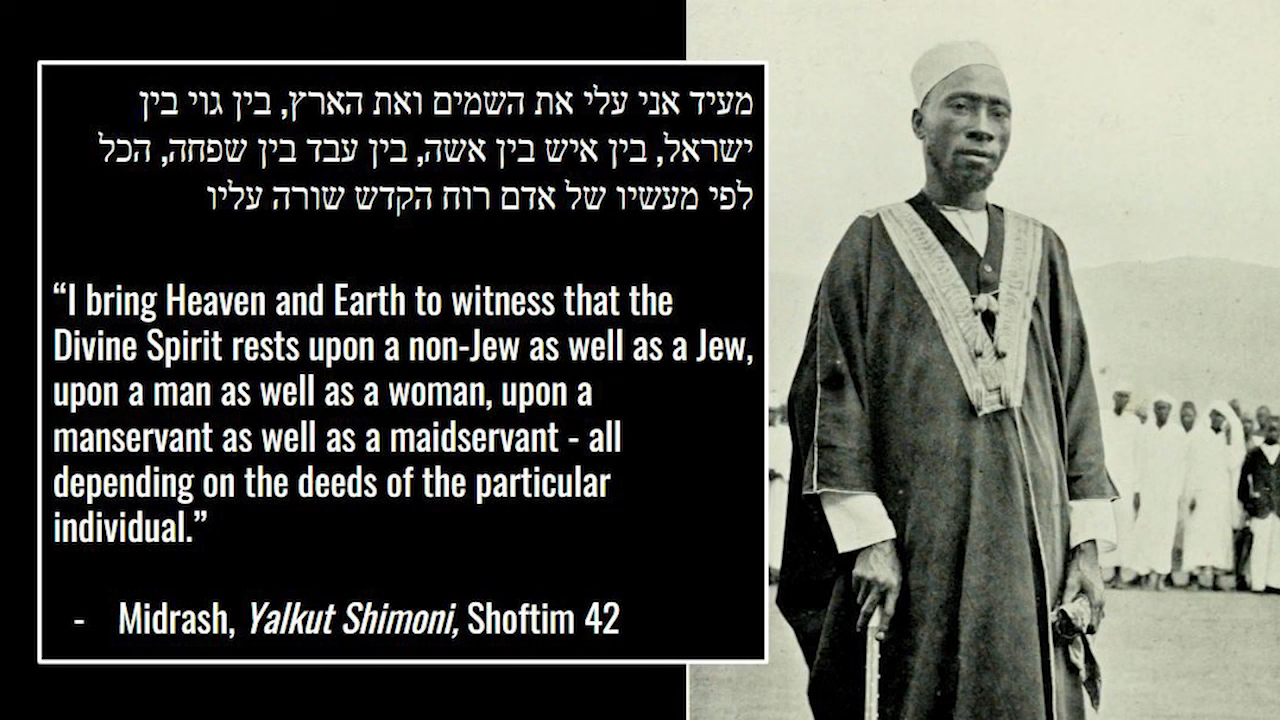 מעיד אני עלי את השמים ואת הארץ, בין גוי בין
ישראל, בין איש בין אשה, בין עבד בין שפחה, הכל
לפי מעשיו של אדם רוח הקדש שורה עליו
“I bring Heaven and Earth to witness that the
Divine Spirit rests upon a non-Jew as well as a Jew,
upon a man as well as a woman, upon a
manservant as well as a maidservant - all
depending on the deeds of the particular
individual.”
- Midrash, Yalkut Shimoni, Shoftim 42